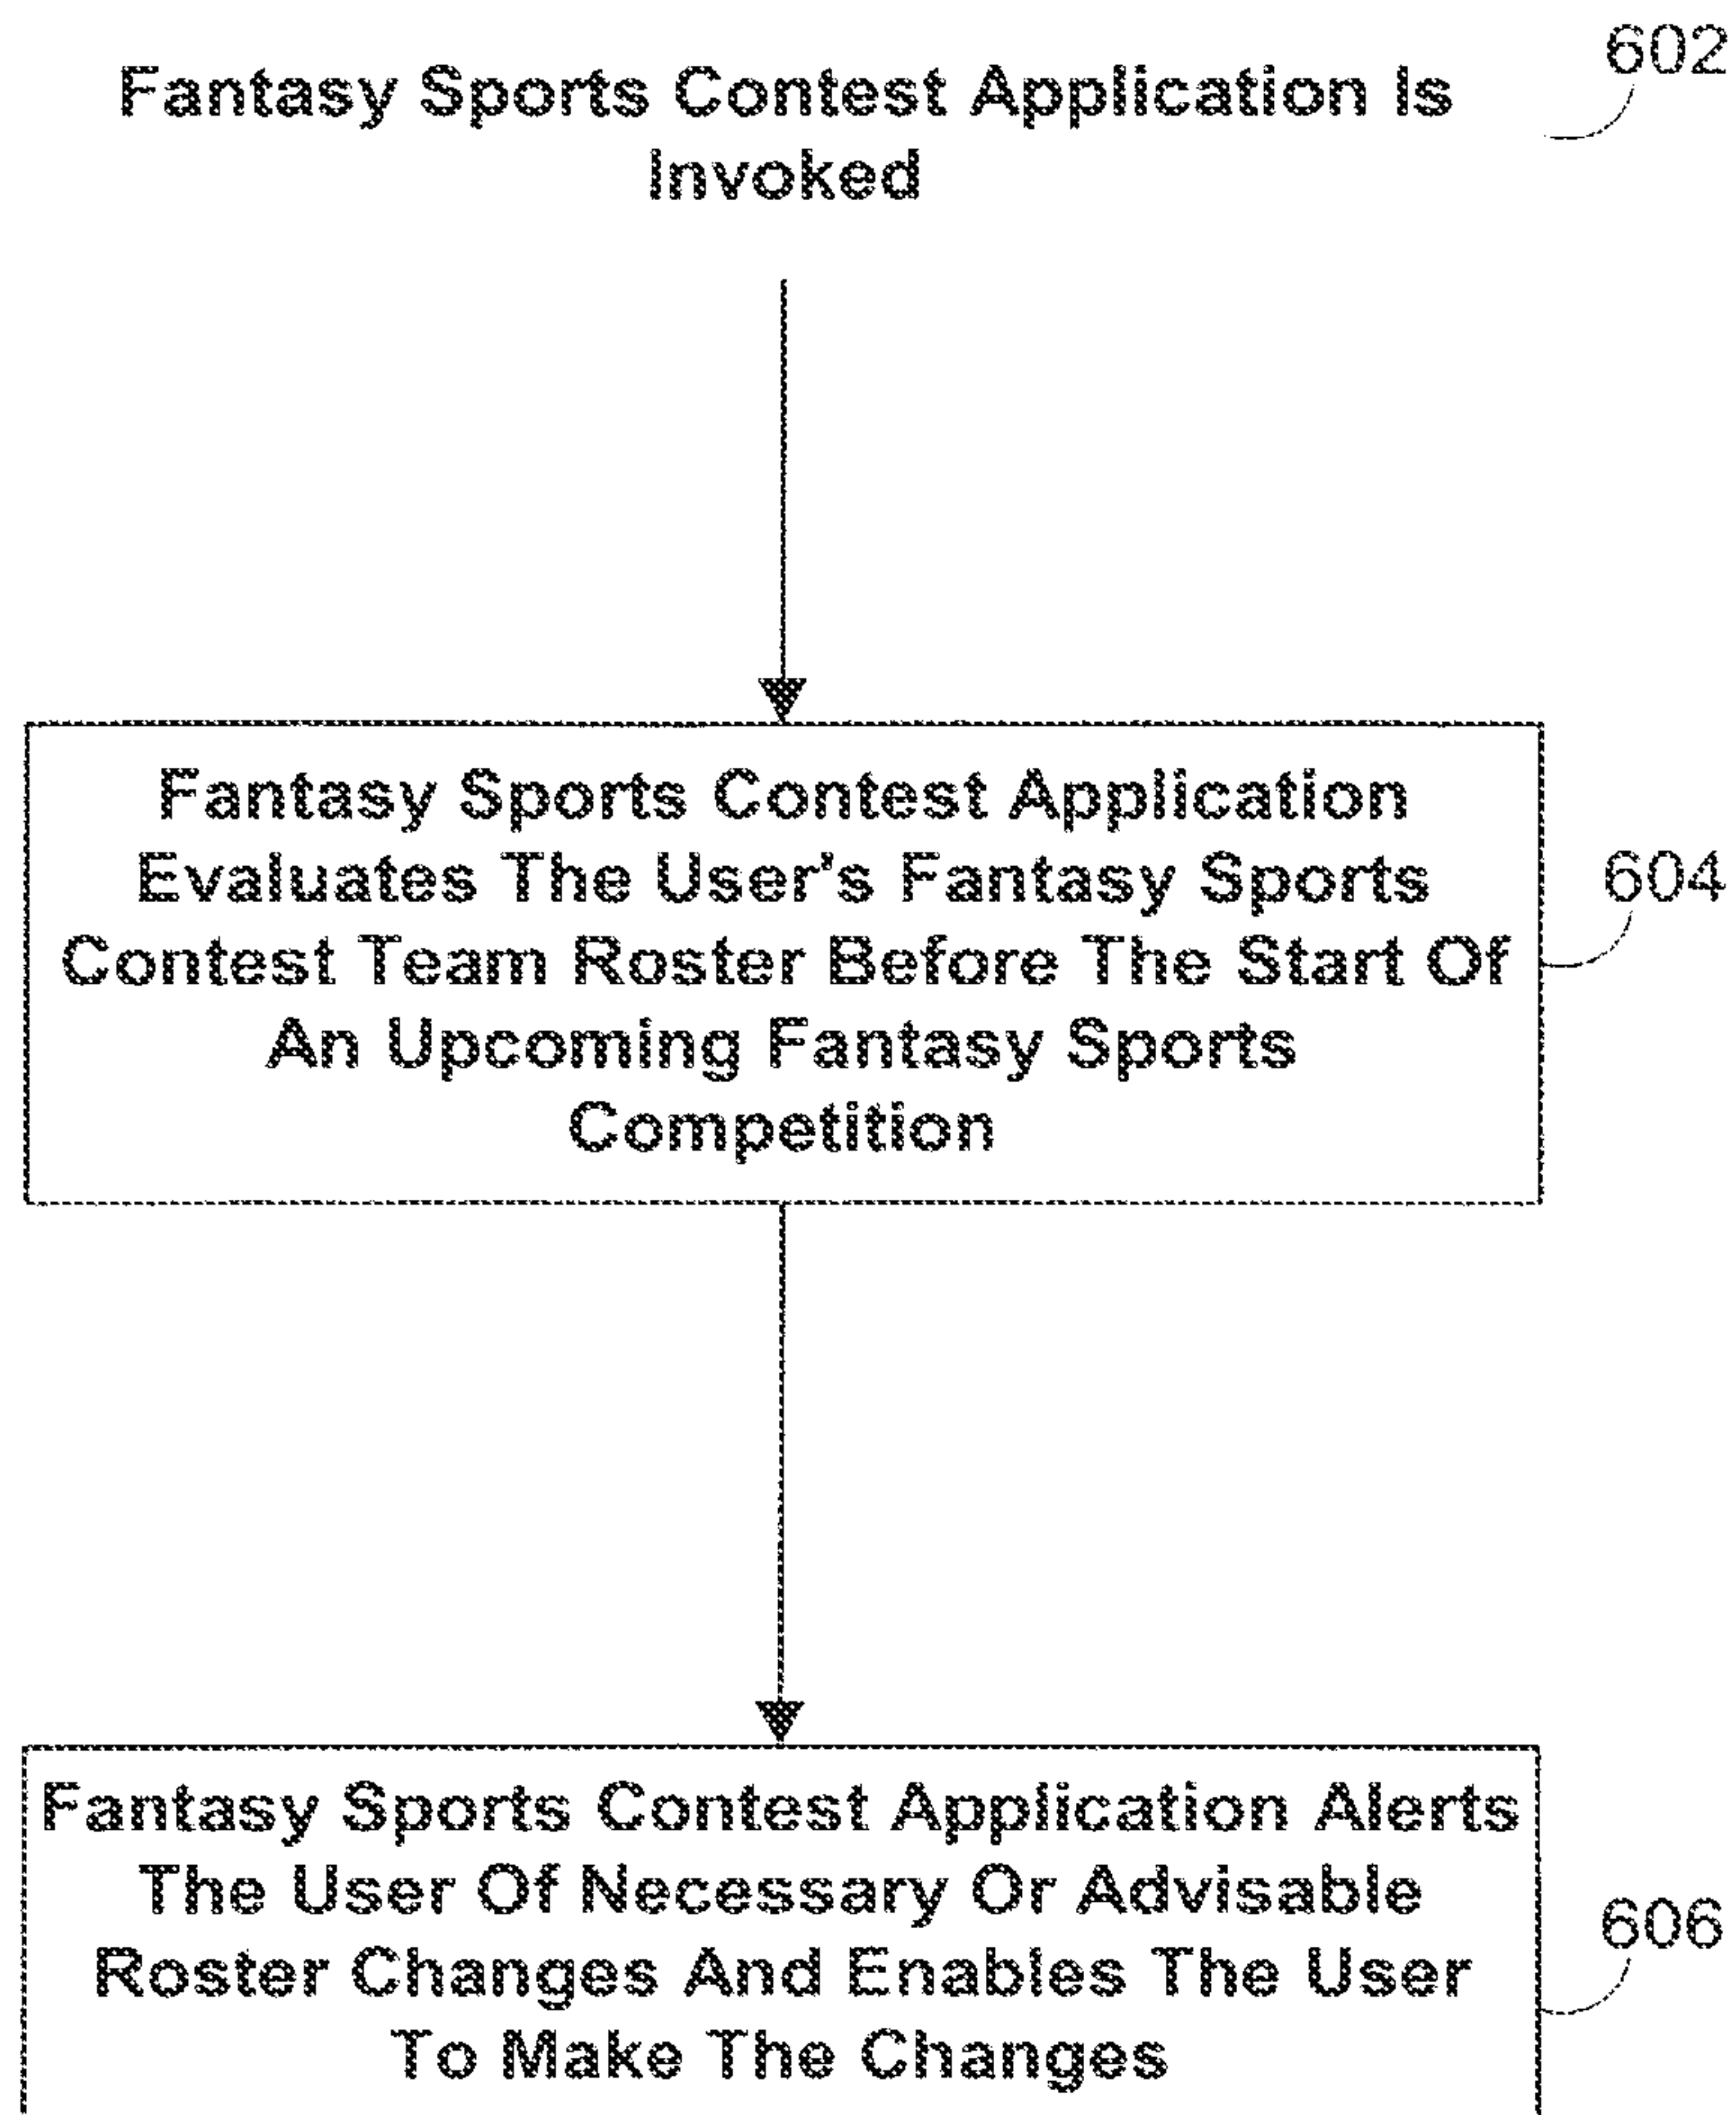 602
Fantasy Sports Contest Application Is
Invoked
Fantasy Sports Contest Application
Evaluates The User's Fantasy Sports
604
Contest Team Roster Before The Start Of
An Upcoming Fantasy Sports
Competition
Fantasy Sports Contest Application Alerts
The User Of Necessary Or Advisable
606
Roster Changes And Enables The User
To Make The Changes